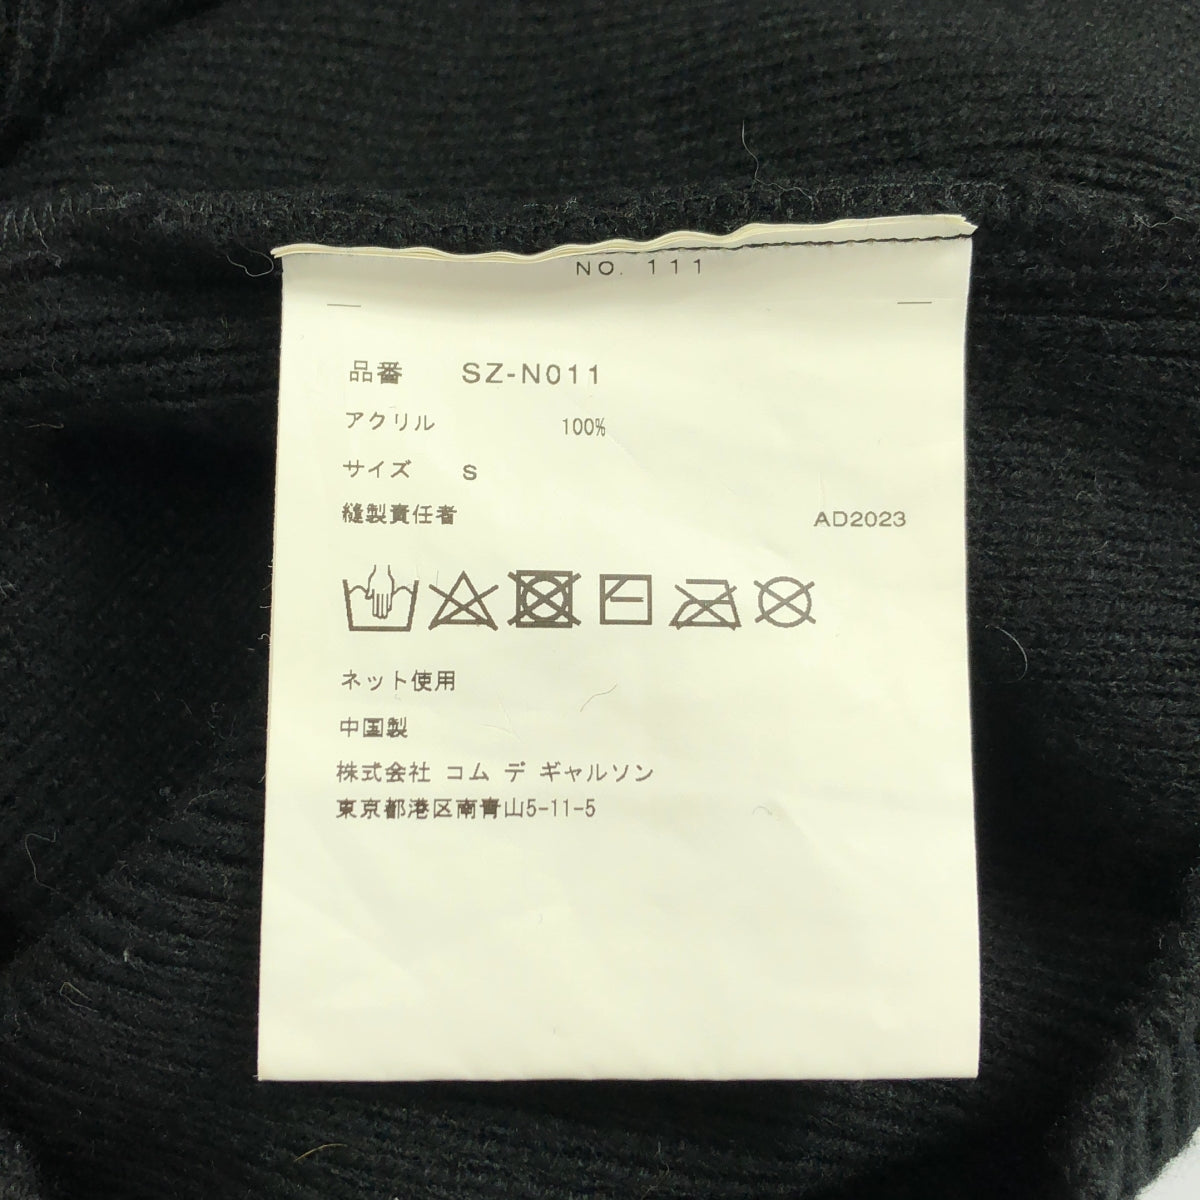 NO. 111
品番 SZ-N011
アクリル 100%
サイズ S
縫製責任者 AD2023
ネット使用
中国製
株式会社 コム デ ギャルソン
東京都港区南青山5-11-5